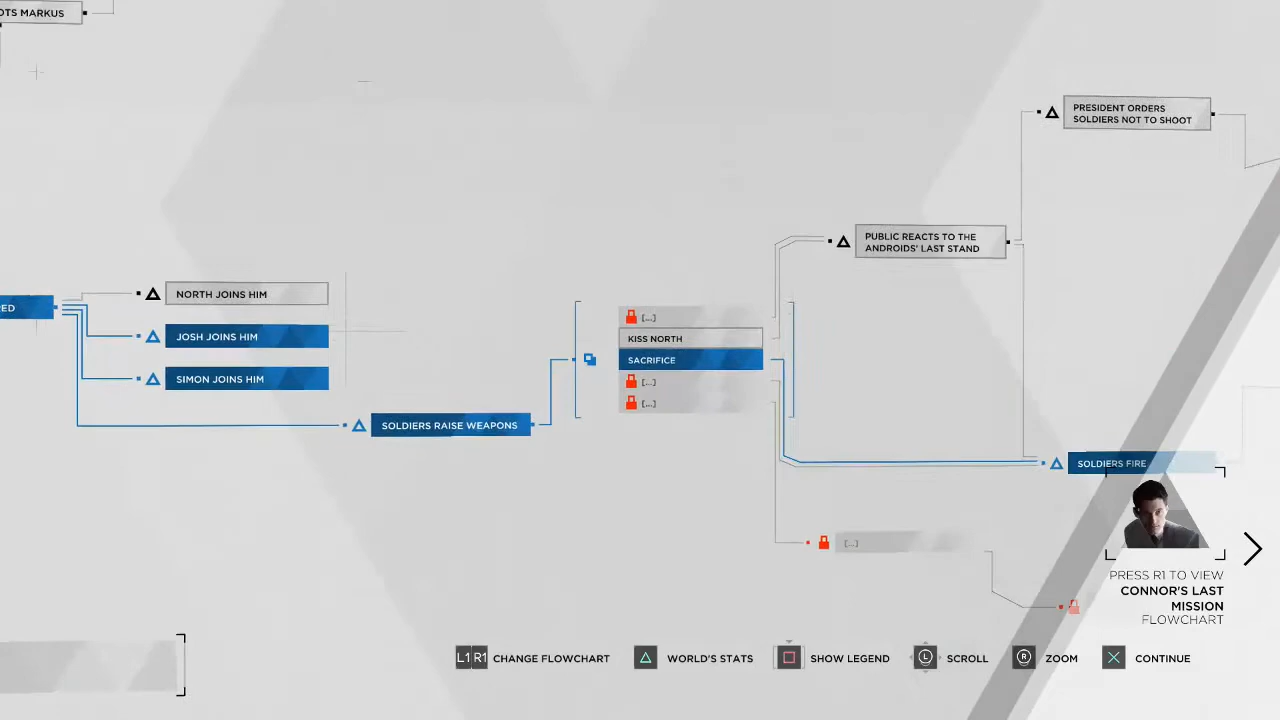 OTS MARKUS
PRESIDENT ORDERS
SOLDIERS NOT TO SHOOT
PUBLIC REACTS TO THE
ANDROIDS' LAST STAND
NORTH JOINS HIM
RED
JOSH JOINS HIM
SIMON JOINS HIM
SOLDIERS RAISE WEAPONS
[...]
KISS NORTH
SACRIFICE
[...]
[...]
SOLDIERS FIRE
[...]
PRESS R1 TO VIEW
CONNOR'S LAST
MISSION
FLOWCHART
L1 R1 CHANGE FLOWCHART
WORLD'S STATS
SHOW LEGEND
L SCROLL
R ZOOM
CONTINUE